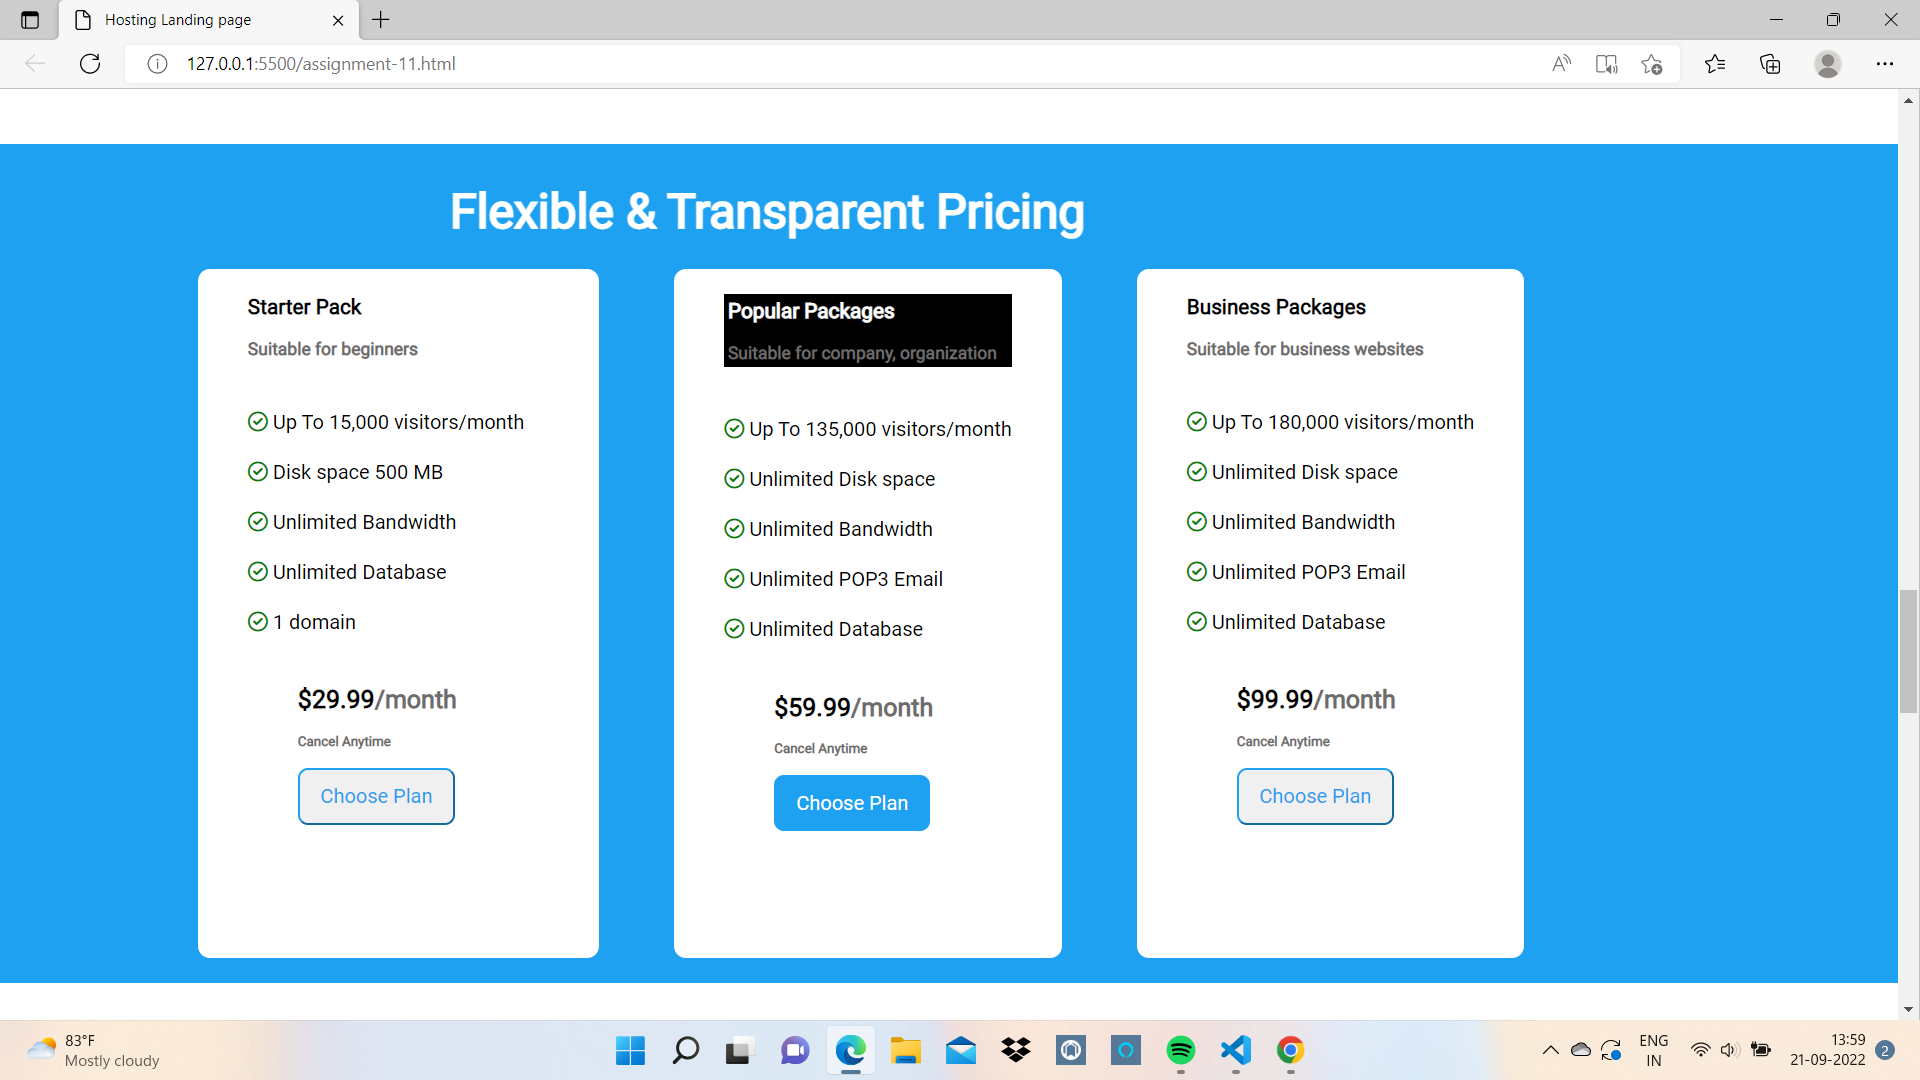 Hosting Landing page
127.0.0.1:5500/assignment-11.html
Flexible & Transparent Pricing
Starter Pack
Suitable for beginners
Up To 15,000 visitors/month
Disk space 500 MB
Unlimited Bandwidth
Unlimited Database
1 domain
$29.99/month
Cancel Anytime
Choose Plan
Popular Packages
Suitable for company, organization
Up To 135,000 visitors/month
Unlimited Disk space
Unlimited Bandwidth
Unlimited POP3 Email
Unlimited Database
$59.99/month
Cancel Anytime
Choose Plan
Business Packages
Suitable for business websites
Up To 180,000 visitors/month
Unlimited Disk space
Unlimited Bandwidth
Unlimited POP3 Email
Unlimited Database
$99.99/month
Cancel Anytime
Choose Plan
83°F
Mostly cloudy
ENG
IN
13:59
21-09-2022
2